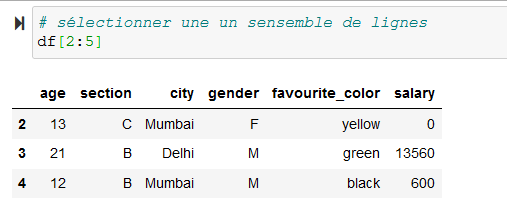 # sélectionner une un sensemble de lignes
df[2:5]
age section city gender favourite_color salary
2 13 C Mumbai F yellow 0
3 21 B Delhi M green 13560
4 12 B Mumbai M black 600